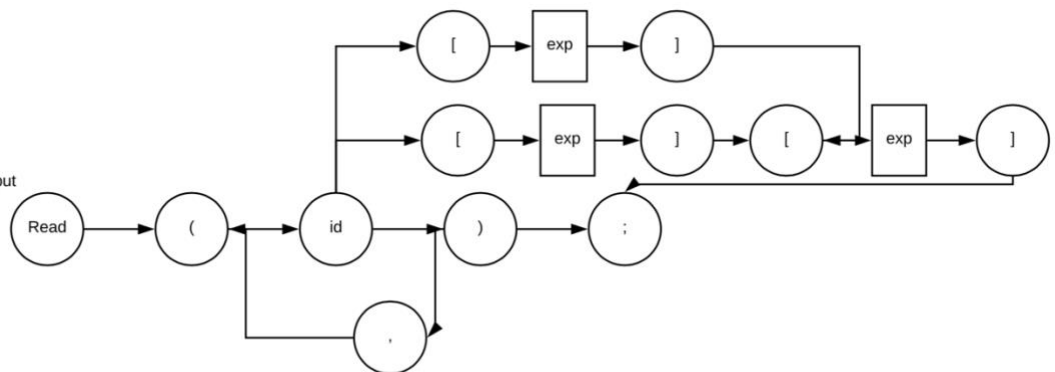 [ exp ]
[ exp ] [ exp ]
out
Read ( id ) ;
,